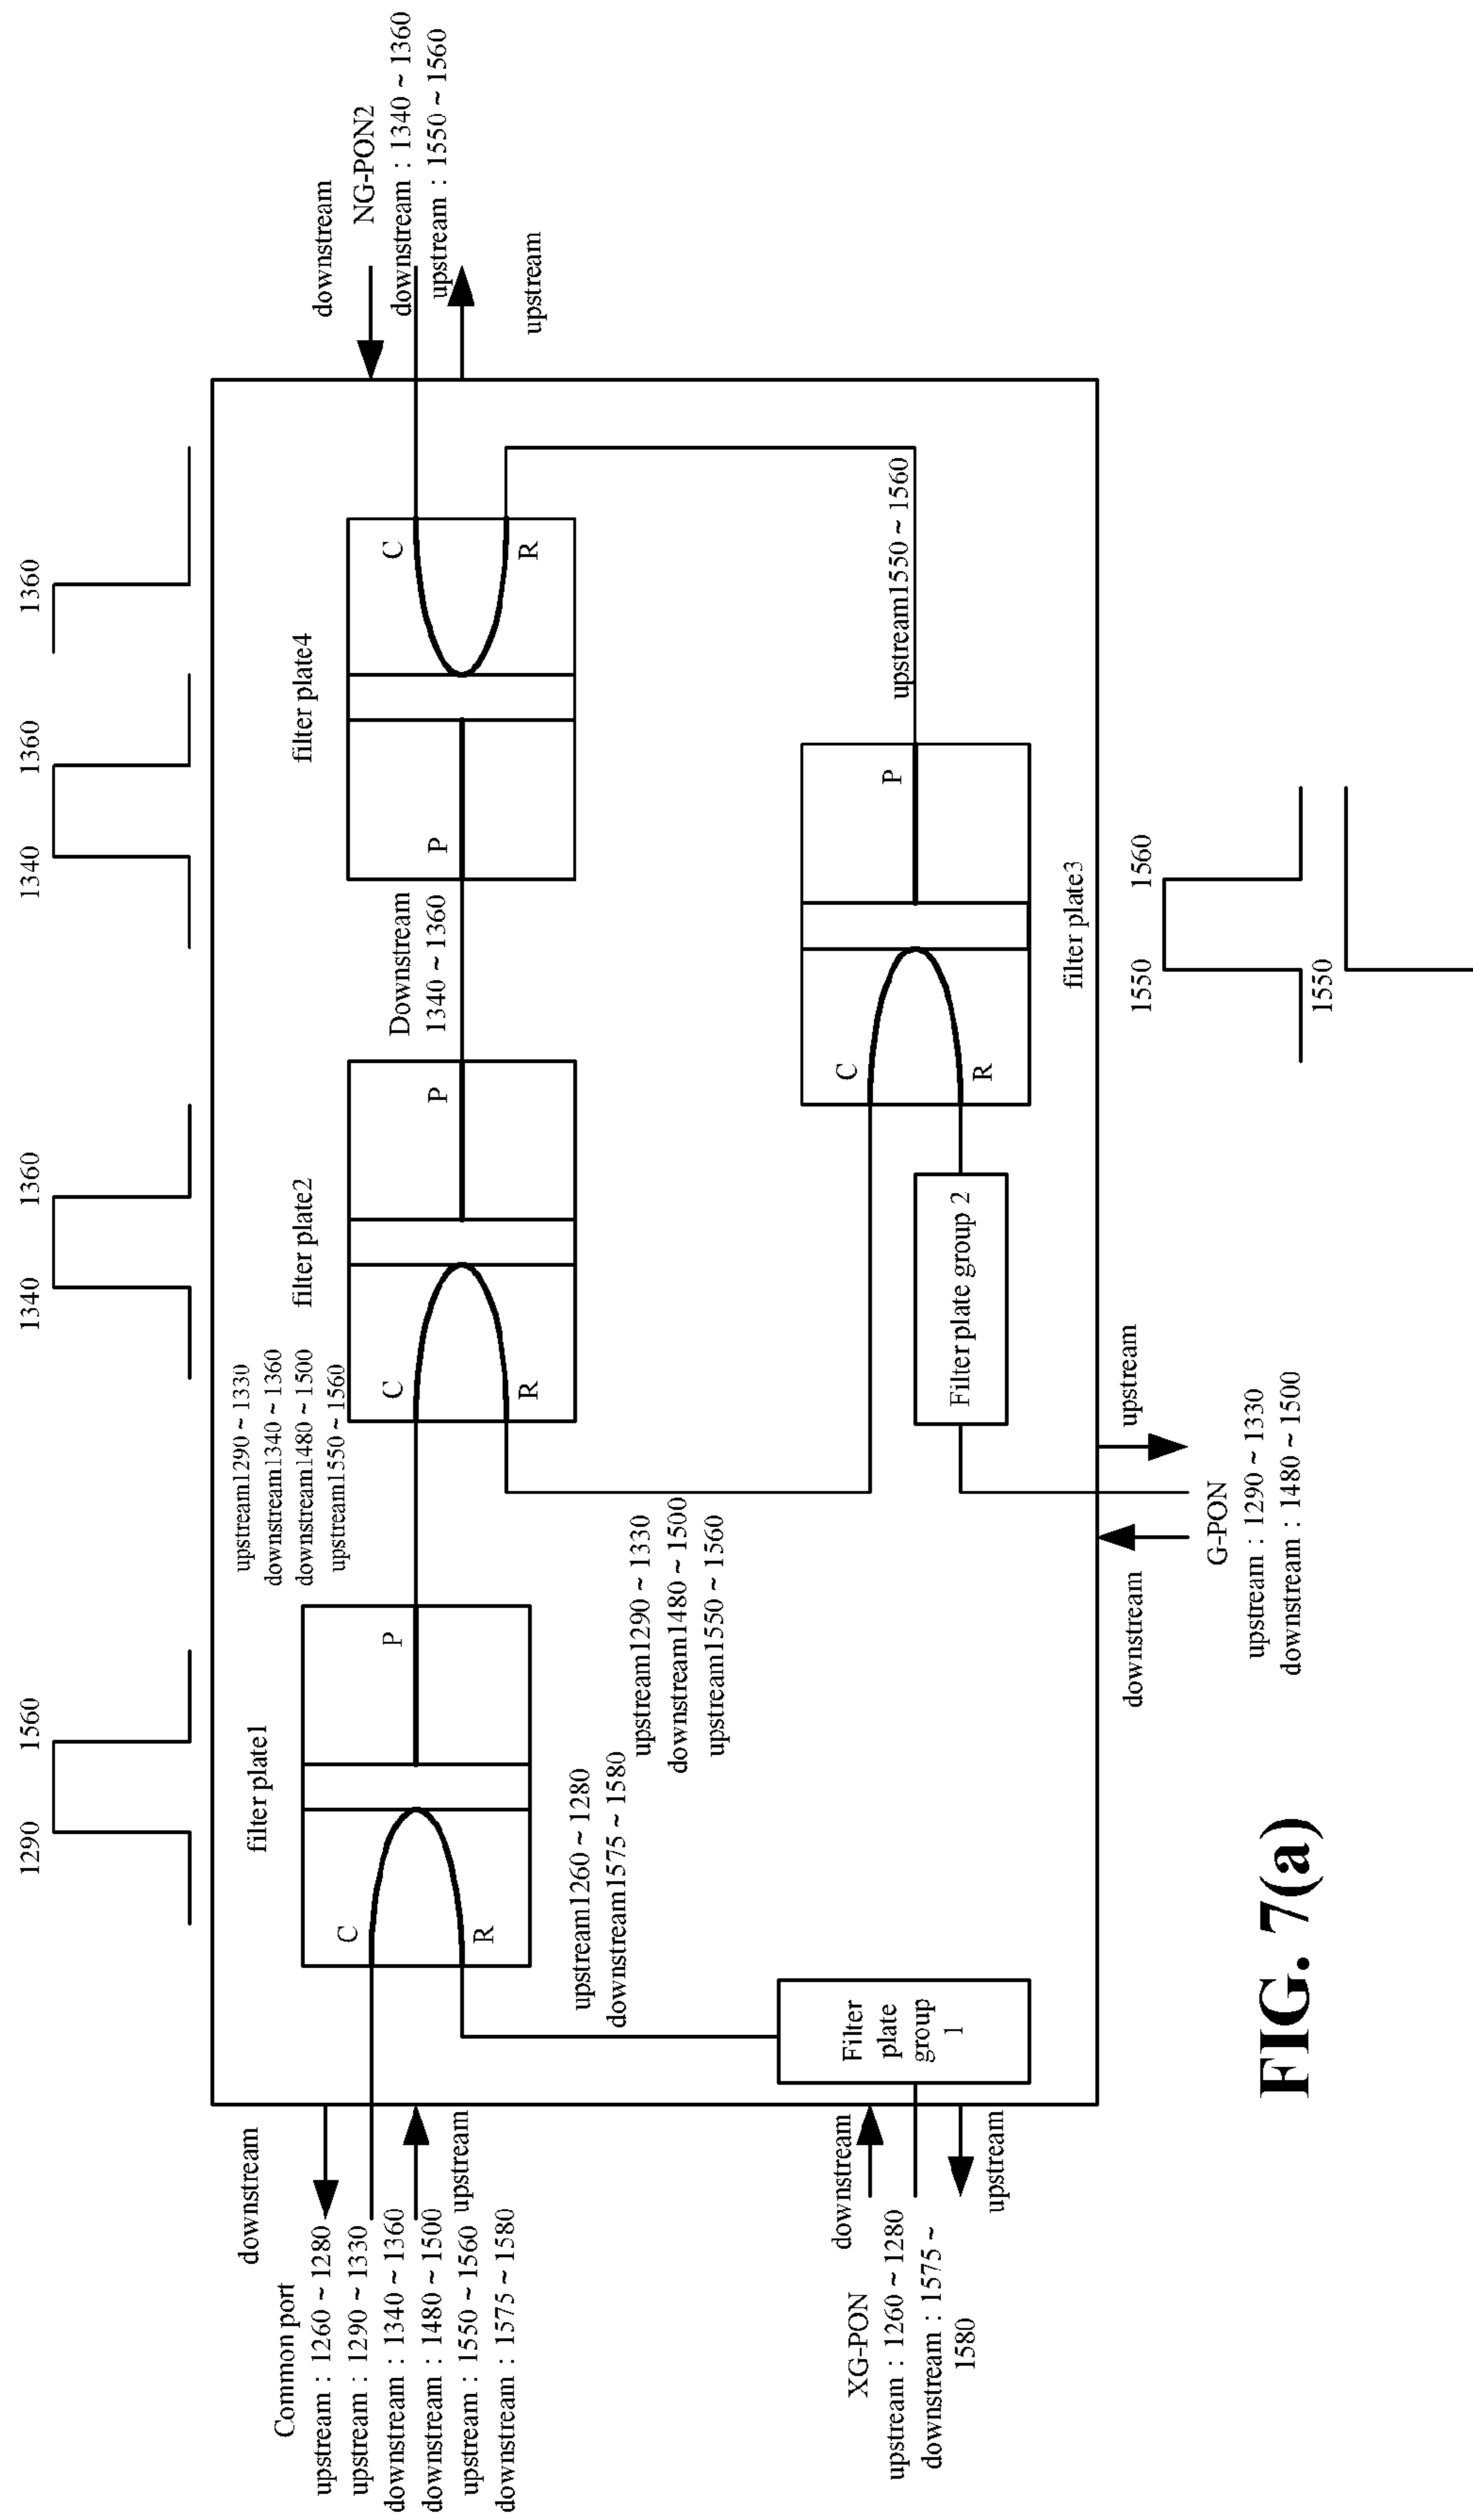 1290
1560
1340
1360
1340
1360
1360
downstream
Common port
upstream : 1260 ~ 1280
upstream : 1290 ~ 1330
downstream : 1340 ~ 1360
downstream : 1480 ~ 1500
upstream : 1550 ~ 1560
downstream : 1575 ~ 1580
upstream
filter plate1
C
R
P
upstream1290 ~ 1330
downstream1340 ~ 1360
downstream1480 ~ 1500
upstream1550 ~ 1560
filter plate2
C
R
P
Downstream
1340 ~ 1360
filter plate4
P
C
R
downstream
NG-PON2
downstream : 1340 ~ 1360
upstream : 1550 ~ 1560
upstream
upstream1260 ~ 1280
downstream1575 ~ 1580
upstream1290 ~ 1330
downstream1480 ~ 1500
upstream1550 ~ 1560
downstream
XG-PON
upstream : 1260 ~ 1280
downstream : 1575 ~
1580
upstream
Filter
plate
group
1
Filter plate group 2
C
R
P
upstream1550 ~ 1560
filter plate3
downstream
upstream
G-PON
upstream : 1290 ~ 1330
downstream : 1480 ~ 1500
1550
1560
1550
FIG. 7(a)